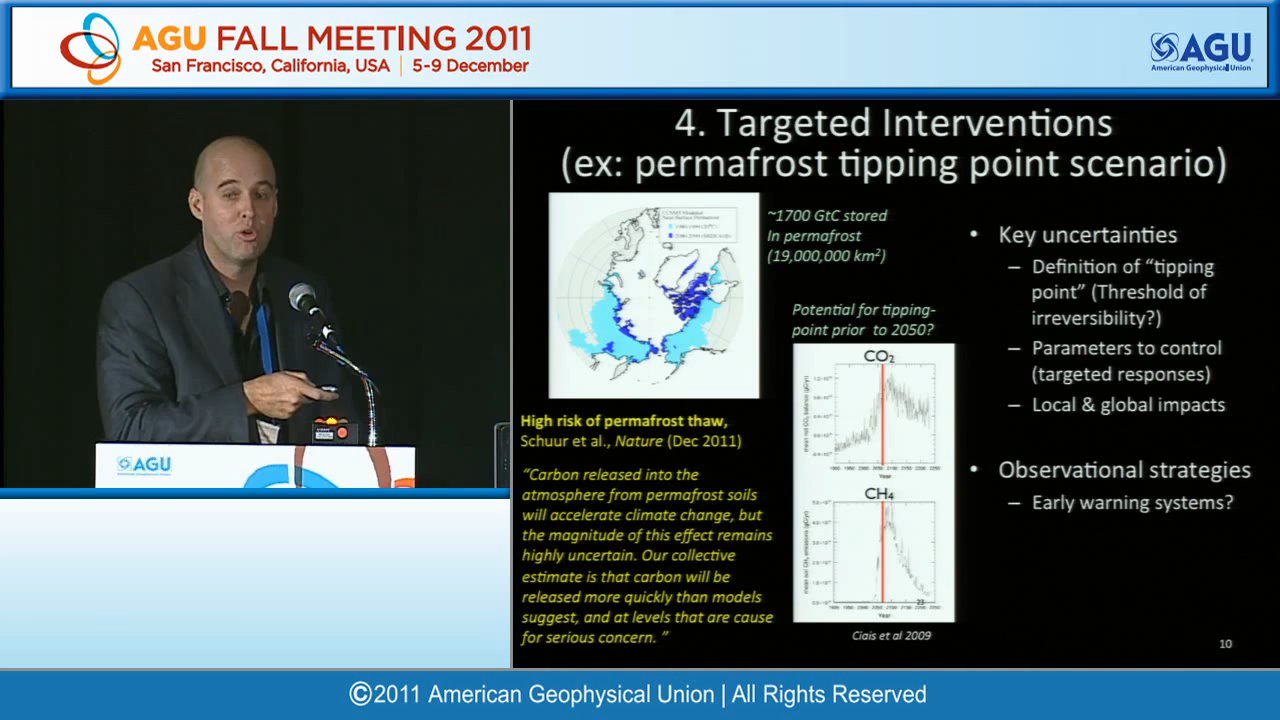 AGU FALL MEETING 2011
San Francisco, California, USA | 5-9 December
AGU
American Geophysical Union
AGU
4. Targeted Interventions
(ex: permafrost tipping point scenario)
~1700 GtC stored
In permafrost
(19,000,000 km²)
Potential for tipping-
point prior to 2050?
CO₂
Year
CH₄
Year
23
Ciais et al 2009
High risk of permafrost thaw,
Schuur et al., Nature (Dec 2011)
“Carbon released into the
atmosphere from permafrost soils
will accelerate climate change, but
the magnitude of this effect remains
highly uncertain. Our collective
estimate is that carbon will be
released more quickly than models
suggest, and at levels that are cause
for serious concern. ”
• Key uncertainties
– Definition of “tipping
point” (Threshold of
irreversibility?)
– Parameters to control
(targeted responses)
– Local & global impacts
• Observational strategies
– Early warning systems?
10
©2011 American Geophysical Union | All Rights Reserved